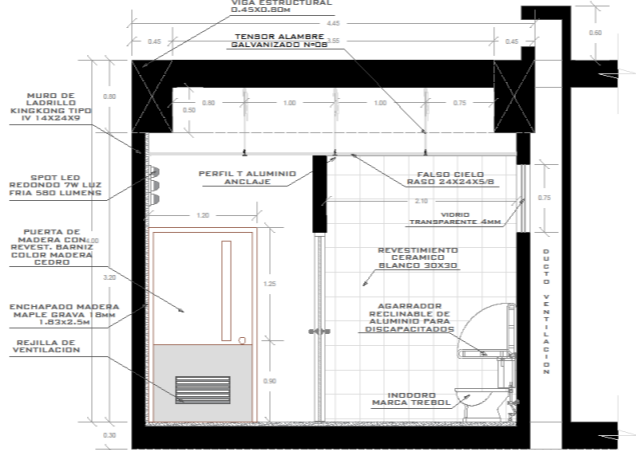 VIGA ESTRUCTURAL
0.45X0.80M
4.45
0.45
3.55
0.45
TENSOR ALAMBRE
GALVANIZADO Nº08
0.60
0.60
0.50
0.60
1.00
1.00
0.75
MURO DE
LADRILLO
KINGKONG TIPO
IV 14X24X9
SPOT LED
REDONDO 7W LUZ
FRIA 580 LUMENS
PERFIL T ALUMINIO
ANCLAJE
FALSO CIELO
RASO 24X24X5/8
2.10
VIDRIO
TRANSPARENTE 4MM
0.75
1.20
PUERTA DE
MADERA CON
REVEST. BARNIZ
COLOR MADERA
CEDRO
4.00
3.20
REVESTIMIENTO
CERAMICO
BLANCO 30X30
1.25
ENCHAPADO MADERA
MAPLE GRAVA 18MM
1.83X2.5M
AGARRADOR
RECLINABLE DE
ALUMINIO PARA
DISCAPACITADOS
DUCTO VENTILACION
REJILLA DE
VENTILACION
0.90
INODORO
MARCA TREBOL
0.30